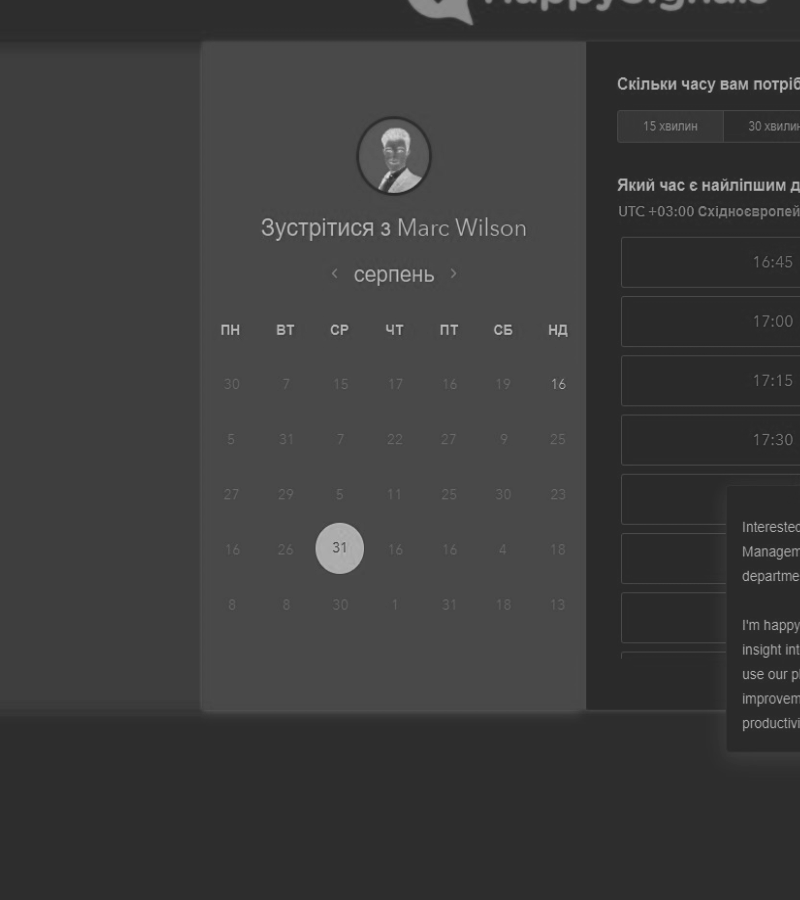 HappySignals
Зустрітися з Marc Wilson
‹ серпень ›
ПН ВТ СР ЧТ ПТ СБ НД
30 7 15 17 16 19 16
5 31 7 22 27 9 25
27 29 5 11 25 30 23
16 26 31 16 16 4 18
8 8 30 1 31 18 13
Скільки часу вам потріб
15 хвилин 30 хвилин
Який час є найліпшим д
UTC +03:00 Східноєвропей
16:45
17:00
17:15
17:30
Interested
Managem
departme
I'm happy
insight int
use our pl
improvem
productivi